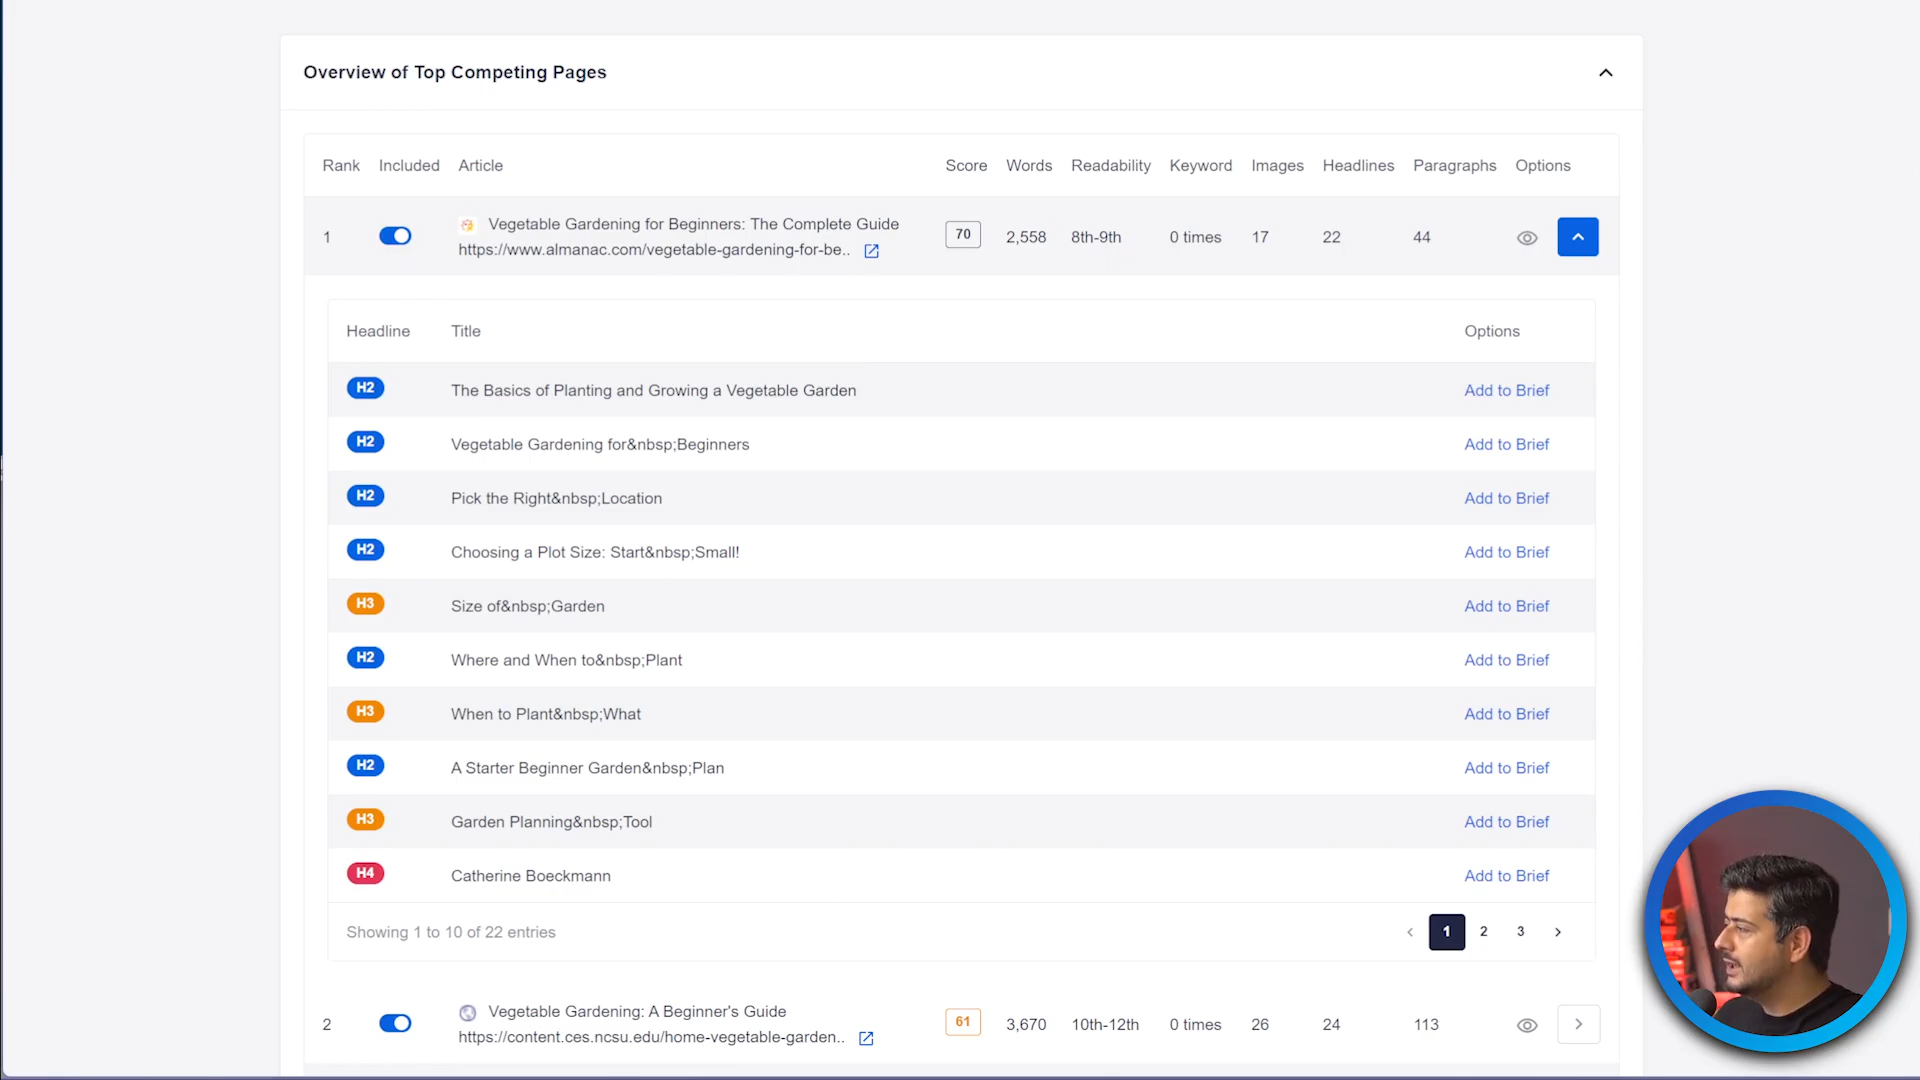 Overview of Top Competing Pages
Rank Included Article Score Words Readability Keyword Images Headlines Paragraphs Options
Vegetable Gardening for Beginners: The Complete Guide
1 70 2,558 8th-9th 0 times 17 22 44
https://www.almanac.com/vegetable-gardening-for-be..
Headline Title Options
H2 The Basics of Planting and Growing a Vegetable Garden Add to Brief
H2 Vegetable Gardening for&nbsp;Beginners Add to Brief
H2 Pick the Right&nbsp;Location Add to Brief
H2 Choosing a Plot Size: Start&nbsp;Small! Add to Brief
H3 Size of&nbsp;Garden Add to Brief
H2 Where and When to&nbsp;Plant Add to Brief
H3 When to Plant&nbsp;What Add to Brief
H2 A Starter Beginner Garden&nbsp;Plan Add to Brief
H3 Garden Planning&nbsp;Tool Add to Brief
H4 Catherine Boeckmann Add to Brief
Showing 1 to 10 of 22 entries ‹ 1 2 3 ›
Vegetable Gardening: A Beginner's Guide
2 61 3,670 10th-12th 0 times 26 24 113
https://content.ces.ncsu.edu/home-vegetable-garden..